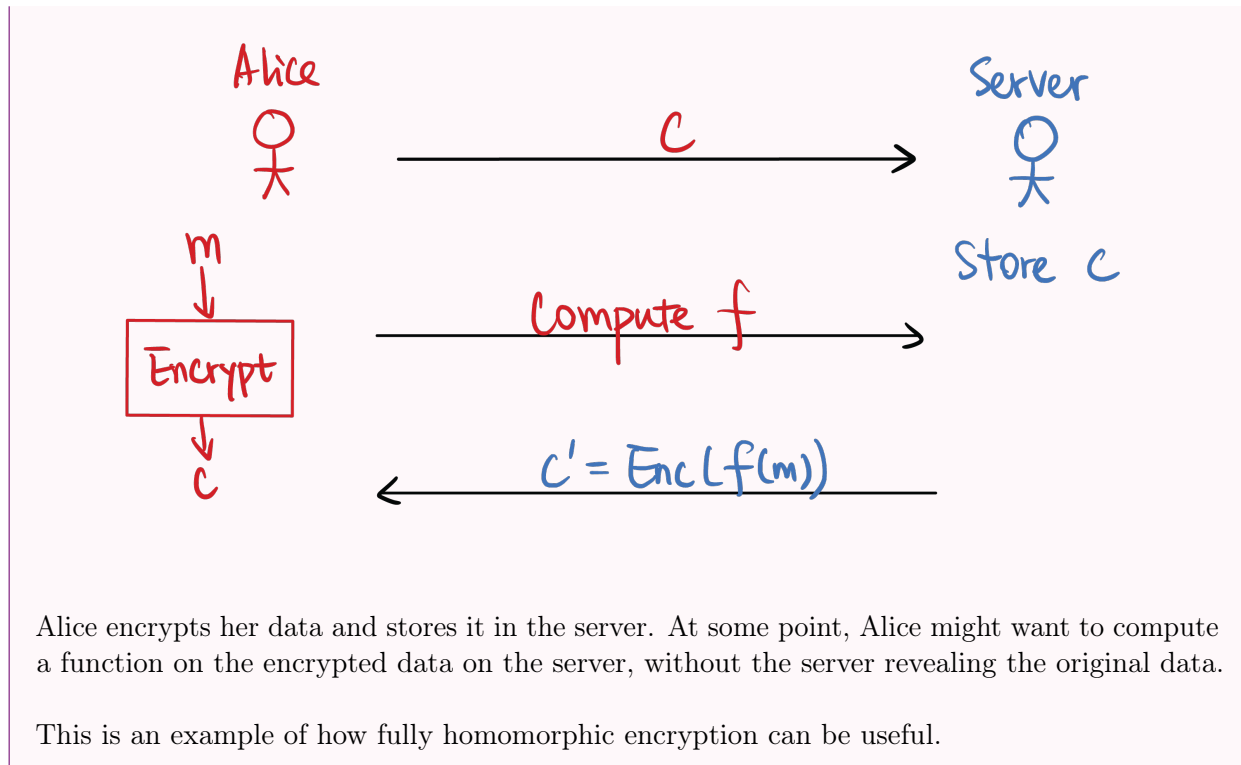 Alice
Server
C
m
Store C
Compute f
Encrypt
C' = Enc(f(m))
C
Alice encrypts her data and stores it in the server. At some point, Alice might want to compute
a function on the encrypted data on the server, without the server revealing the original data.
This is an example of how fully homomorphic encryption can be useful.